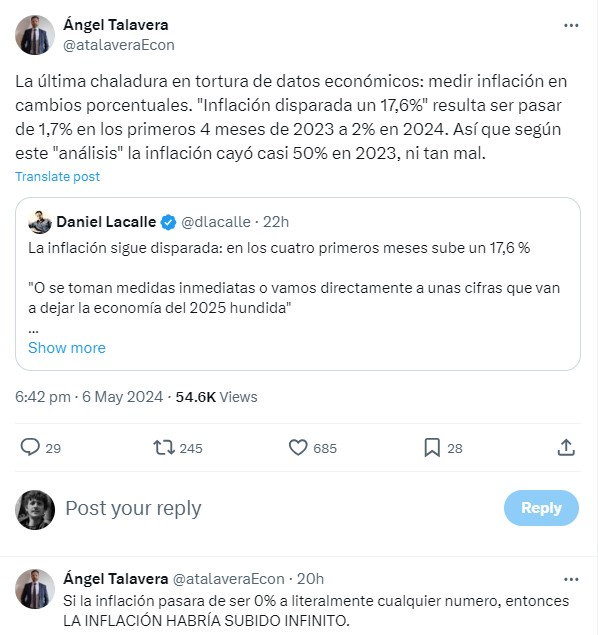 Ángel Talavera
@atalaveraEcon
La última chaladura en tortura de datos económicos: medir inflación en
cambios porcentuales. "Inflación disparada un 17,6%" resulta ser pasar
de 1,7% en los primeros 4 meses de 2023 a 2% en 2024. Así que según
este "análisis" la inflación cayó casi 50% en 2023, ni tan mal.
Translate post
Daniel Lacalle @dlacalle · 22h
La inflación sigue disparada: en los cuatro primeros meses sube un 17,6 %
"O se toman medidas inmediatas o vamos directamente a unas cifras que van
a dejar la economía del 2025 hundida"
...
Show more
6:42 pm · 6 May 2024 · 54.6K Views
29 245 685 28
Post your reply
Reply
Ángel Talavera @atalaveraEcon · 20h
Si la inflación pasara de ser 0% a literalmente cualquier numero, entonces
LA INFLACIÓN HABRÍA SUBIDO INFINITO.